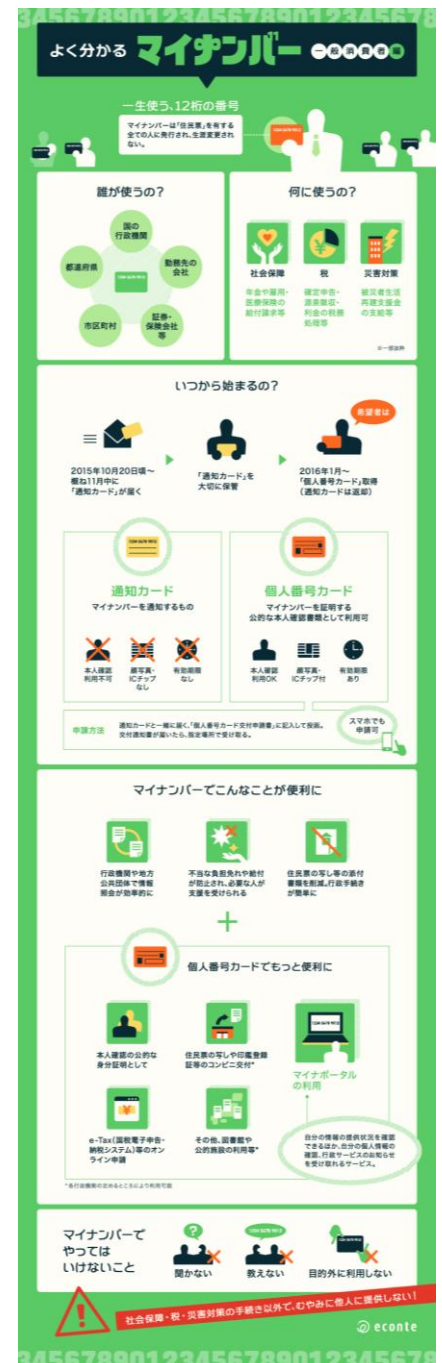 3456789012345678901234567
よく分かる マイナンバー 一般消費者編
一生使う、12桁の番号
マイナンバーは「住民票」を有する
全ての人に発行され、生涯変更され
ない。
誰が使うの?
国の
行政機関
都道府県
勤務先の
会社
市区町村
証券・
保険会社
等
何に使うの?
社会保障
年金や雇用・
医療保険の
給付請求等
税
確定申告・
源泉徴収・
利金の税務
処理等
災害対策
被災者生活
再建支援金
の支給等
※一部抜粋
いつから始まるの?
希望者は
2015年10月20日頃～
概ね11月中に
「通知カード」が届く
「通知カード」を
大切に保管
2016年1月～
「個人番号カード」取得
(通知カードは返却)
通知カード
マイナンバーを通知するもの
本人確認
利用不可
顔写真・
ICチップ
なし
有効期限
なし
個人番号カード
マイナンバーを証明する
公的な本人確認書類として利用可
本人確認
利用OK
顔写真・
ICチップ付
有効期限
あり
申請方法
通知カードと一緒に届く、「個人番号カード交付申請書」に記入して投函。
交付通知書が届いたら、指定場所で受け取る。
スマホでも
申請可
マイナンバーでこんなことが便利に
行政機関や地方
公共団体で情報
照会が効率的に
不当な負担免れや給付
が防止され、必要な人が
支援を受けられる
住民票の写し等の添付
書類を削減。行政手続き
が簡単に
個人番号カードでもっと便利に
本人確認の公的な
身分証明として
住民票の写しや印鑑登録
証等のコンビニ交付*
マイナポータル
の利用
e-Tax(国税電子申告・
納税システム)等のオン
ライン申請
その他、図書館や
公的施設の利用等*
自分の情報の提供状況を確認
できるほか、自分の個人情報の
確認、行政サービスのお知らせ
を受け取れるサービス。
*各行政機関の定めるところにより利用可能
マイナンバーで
やっては
いけないこと
聞かない
教えない
目的外に利用しない
社会保障・税・災害対策の手続き以外で、むやみに他人に提供しない!
econte
3456789012345678901234567